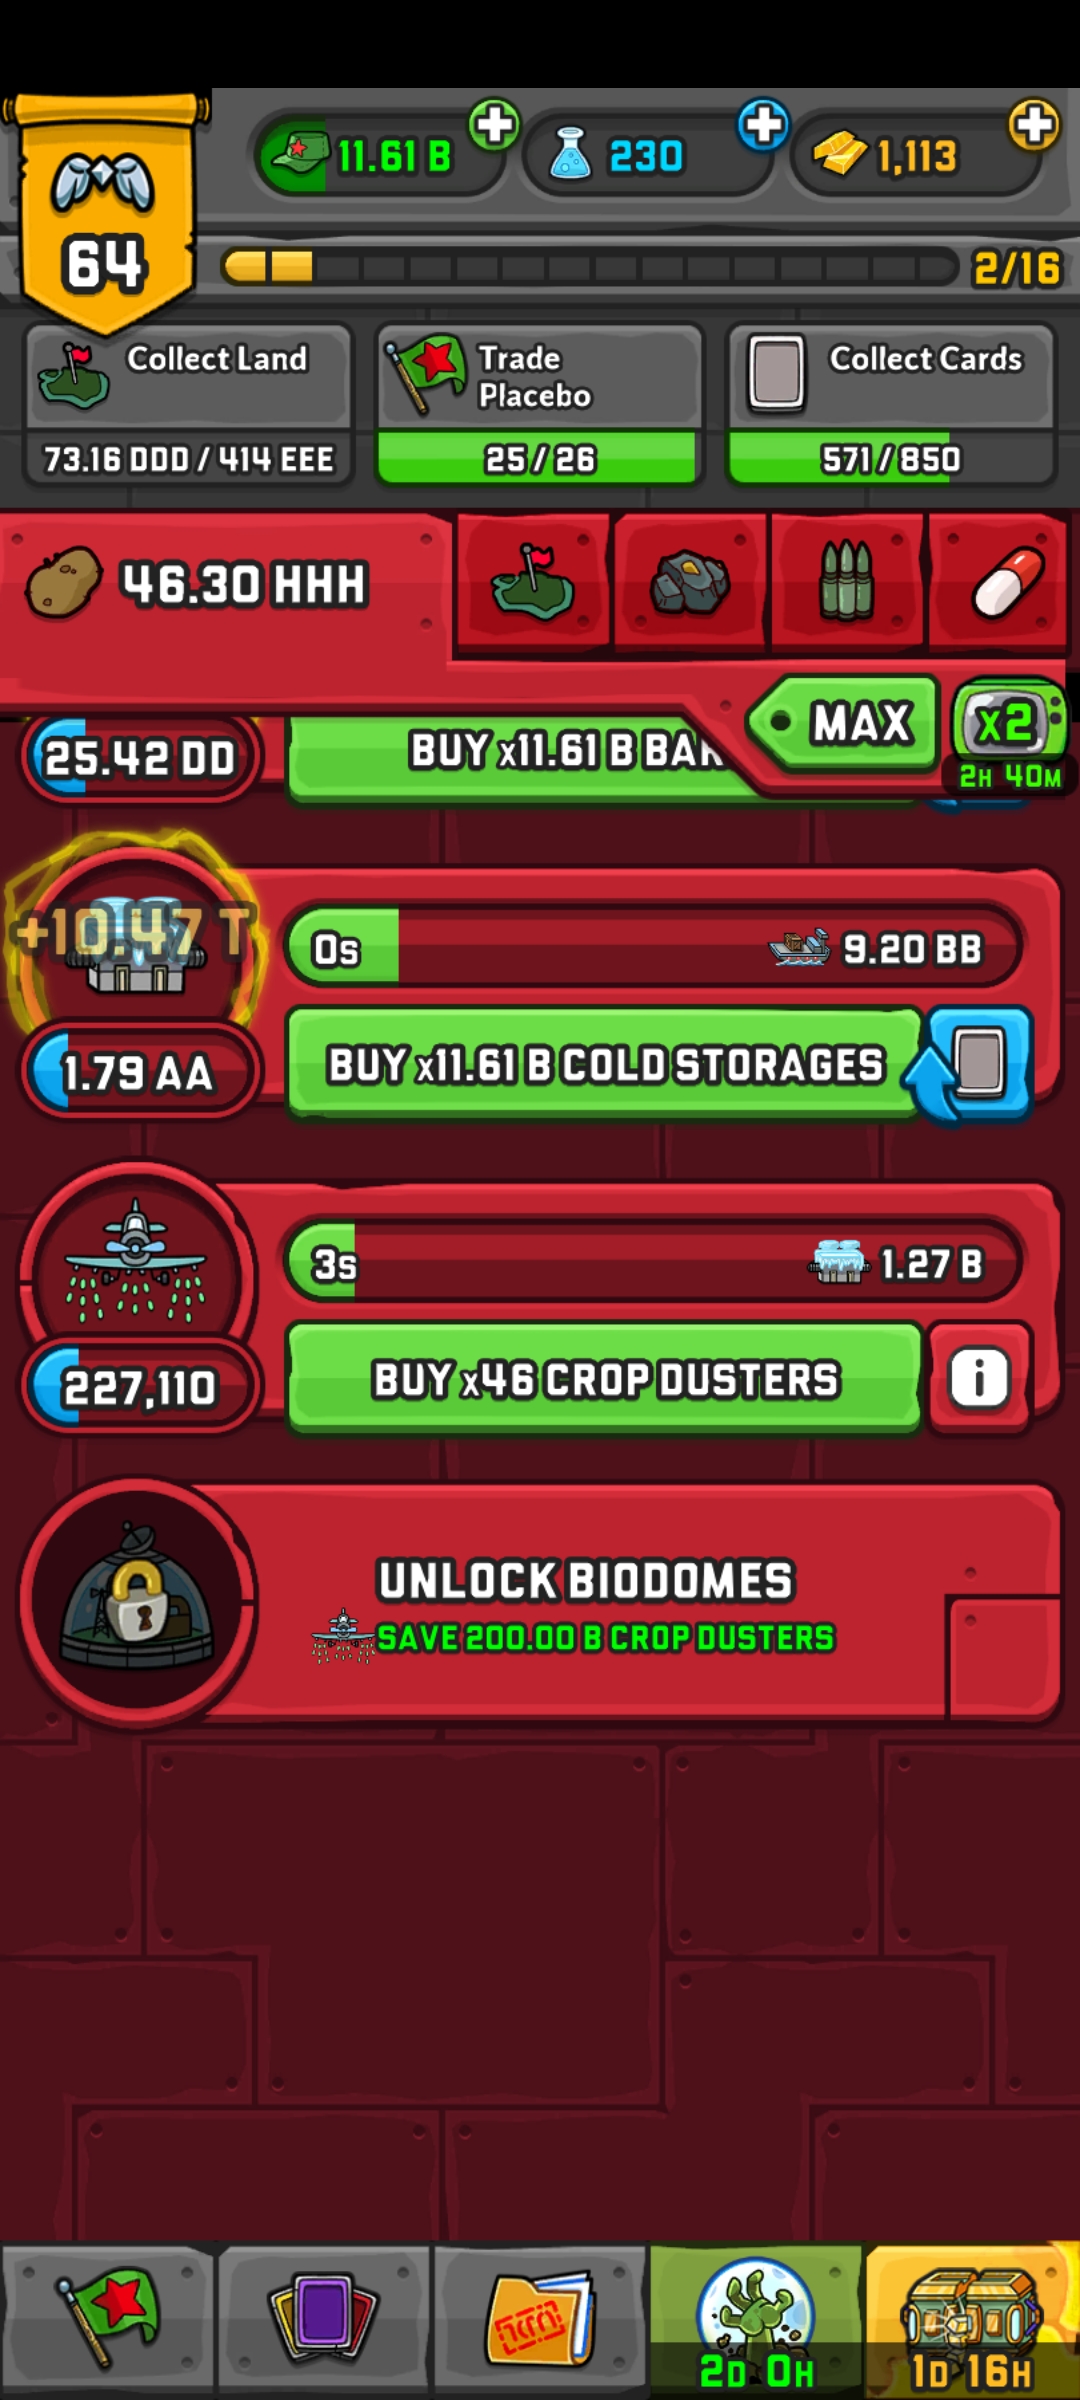 64
11.61 B
230
1,113
2/16
Collect Land
73.16 DDD / 414 EEE
Trade
Placebo
25 / 26
Collect Cards
571 / 850
46.30 HHH
MAX
x2
2H 40M
25.42 DD
BUY x11.61 B BAR
+10.47 T
0s
9.20 BB
1.79 AA
BUY x11.61 B COLD STORAGES
3s
1.27 B
227,110
BUY x46 CROP DUSTERS
i
UNLOCK BIODOMES
SAVE 200.00 B CROP DUSTERS
2D 0H
1D 16H